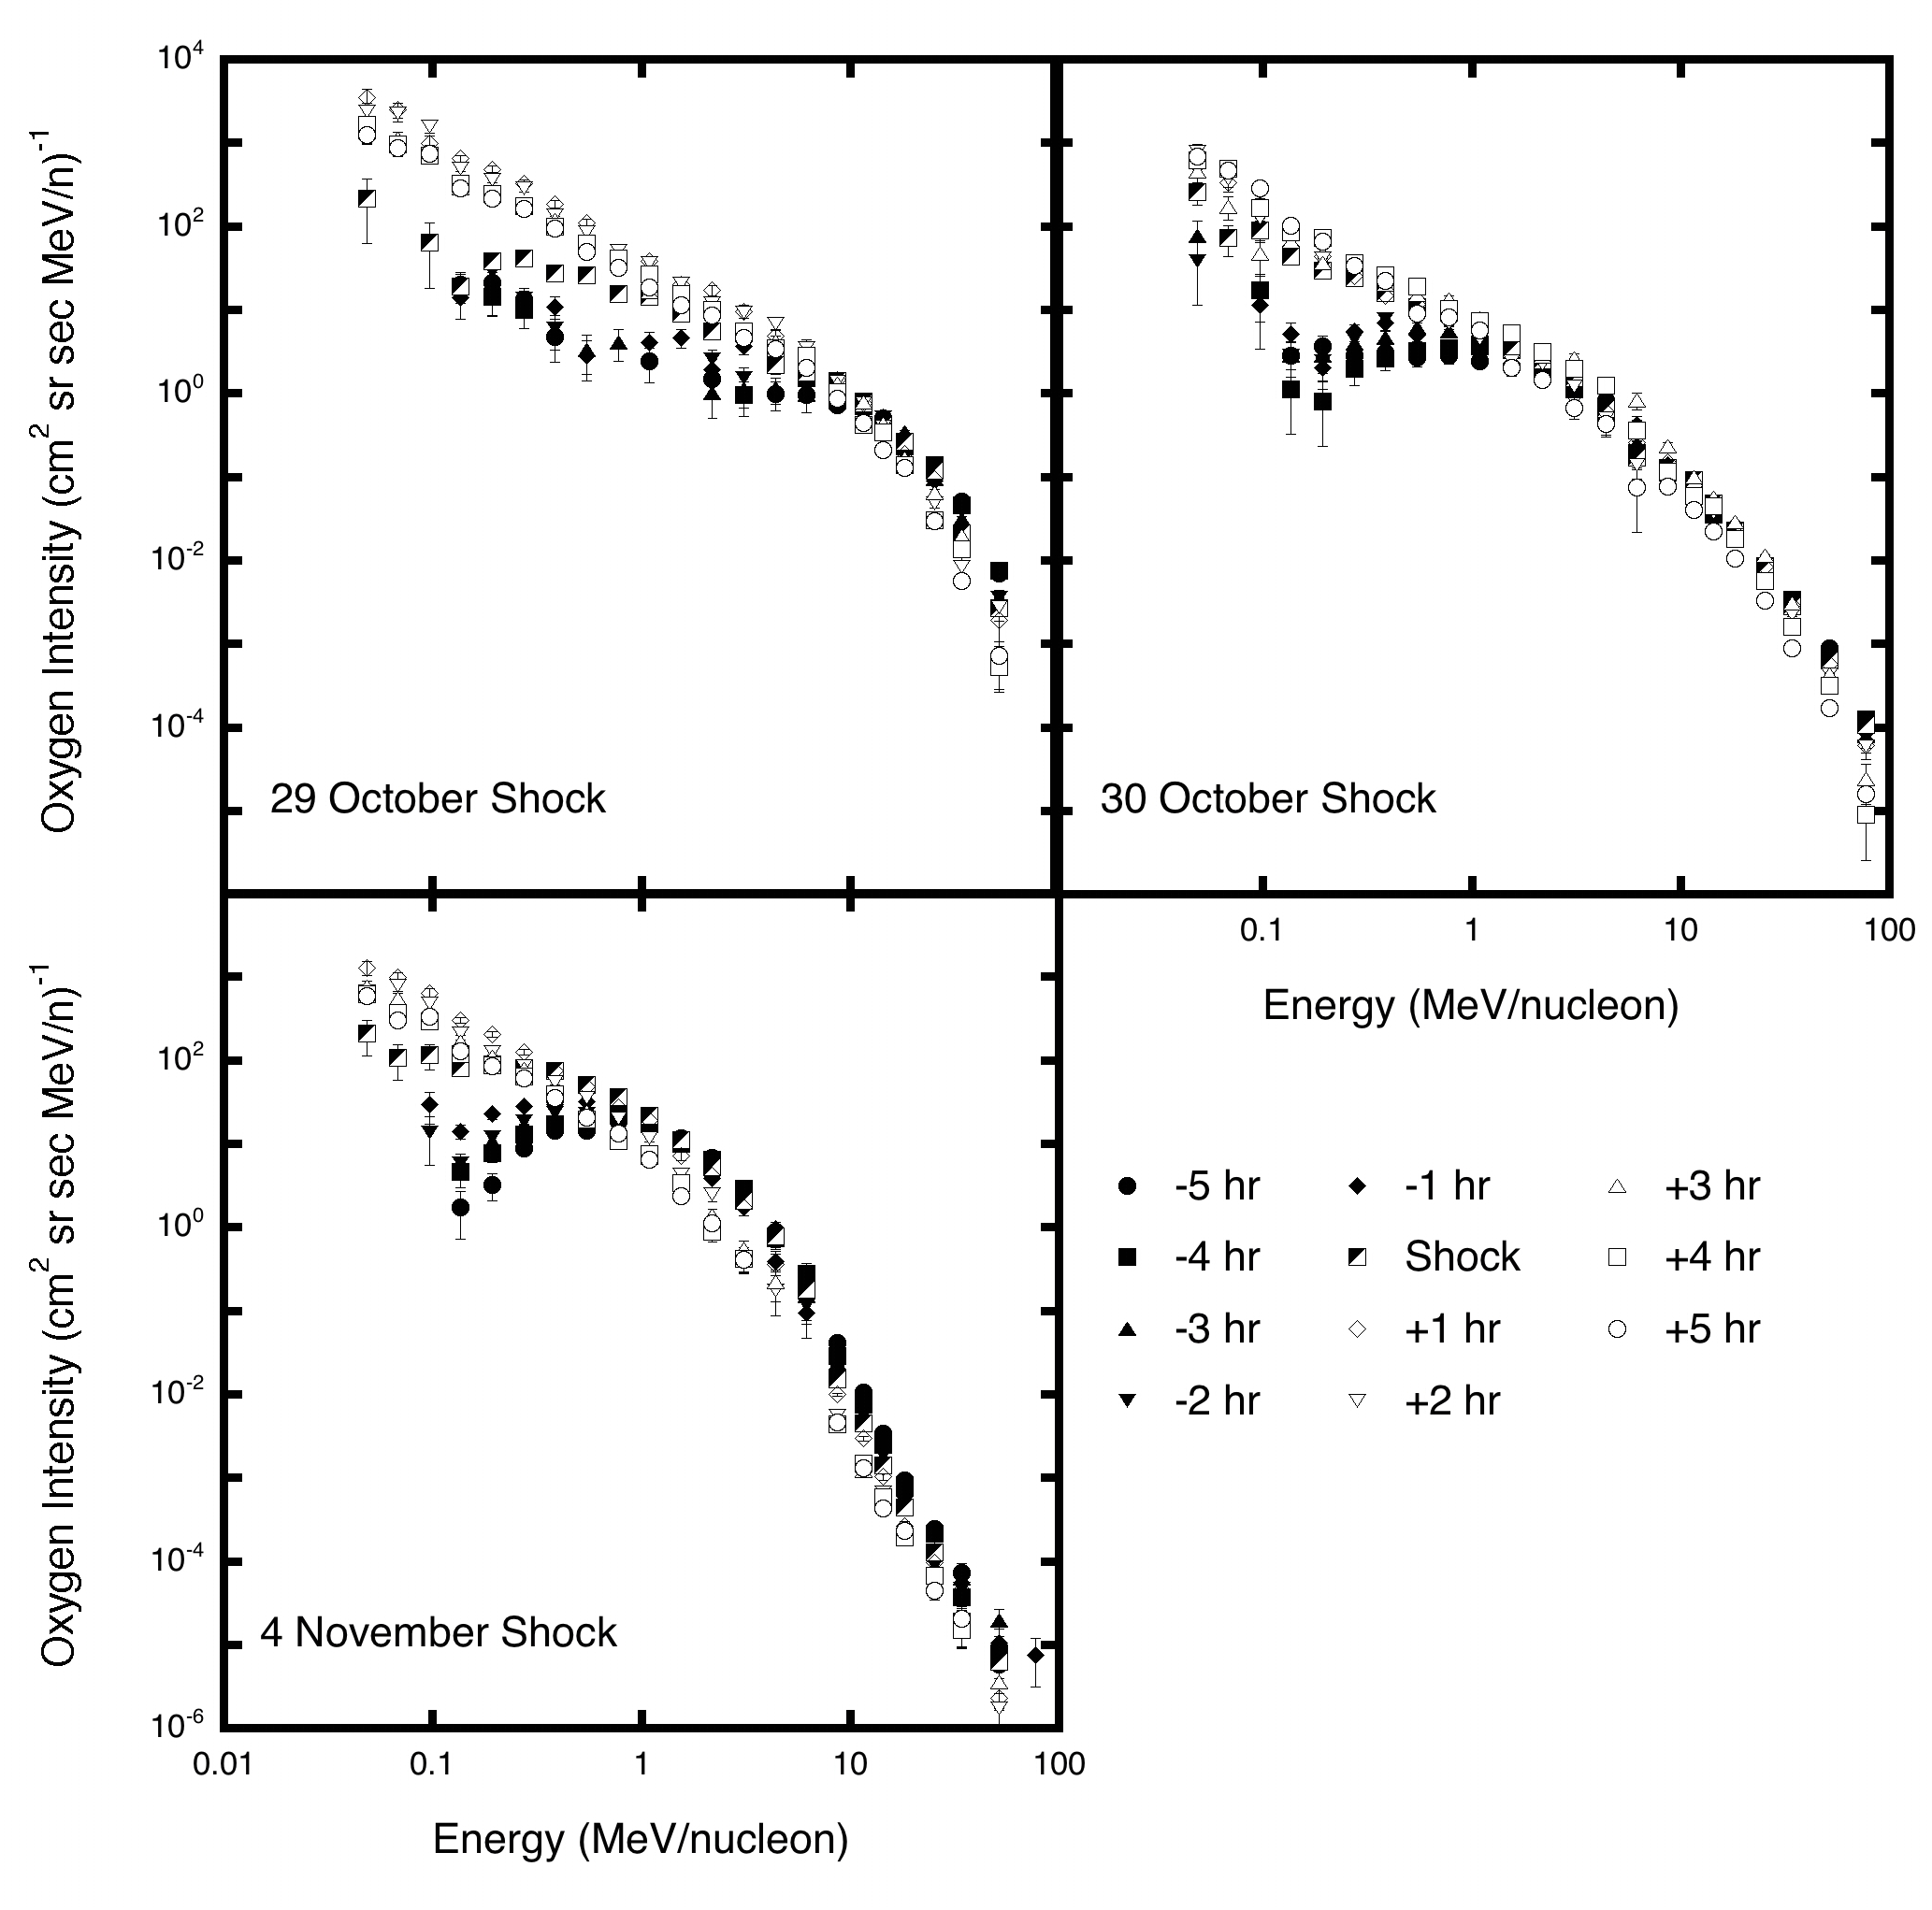 10^4
10^2
10^0
10^-2
10^-4
Oxygen Intensity (cm^2 sr sec MeV/n)^-1
29 October Shock
30 October Shock
0.1 1 10 100
Energy (MeV/nucleon)
10^2
10^0
10^-2
10^-4
10^-6
Oxygen Intensity (cm^2 sr sec MeV/n)^-1
4 November Shock
0.01 0.1 1 10 100
Energy (MeV/nucleon)
-5 hr
-4 hr
-3 hr
-2 hr
-1 hr
Shock
+1 hr
+2 hr
+3 hr
+4 hr
+5 hr